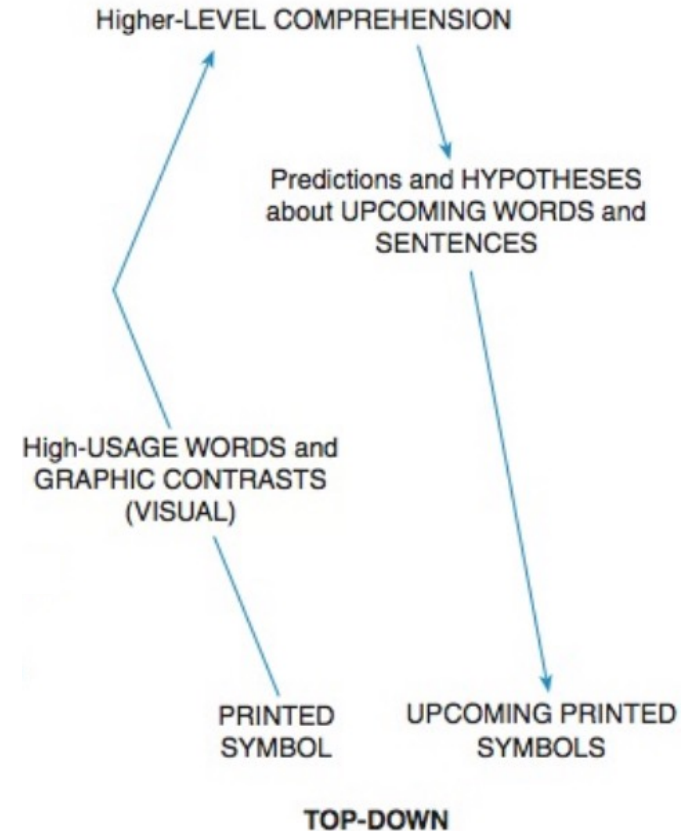 Higher-LEVEL COMPREHENSION
Predictions and HYPOTHESES
about UPCOMING WORDS and
SENTENCES
High-USAGE WORDS and
GRAPHIC CONTRASTS
(VISUAL)
PRINTED
SYMBOL
UPCOMING PRINTED
SYMBOLS
TOP-DOWN